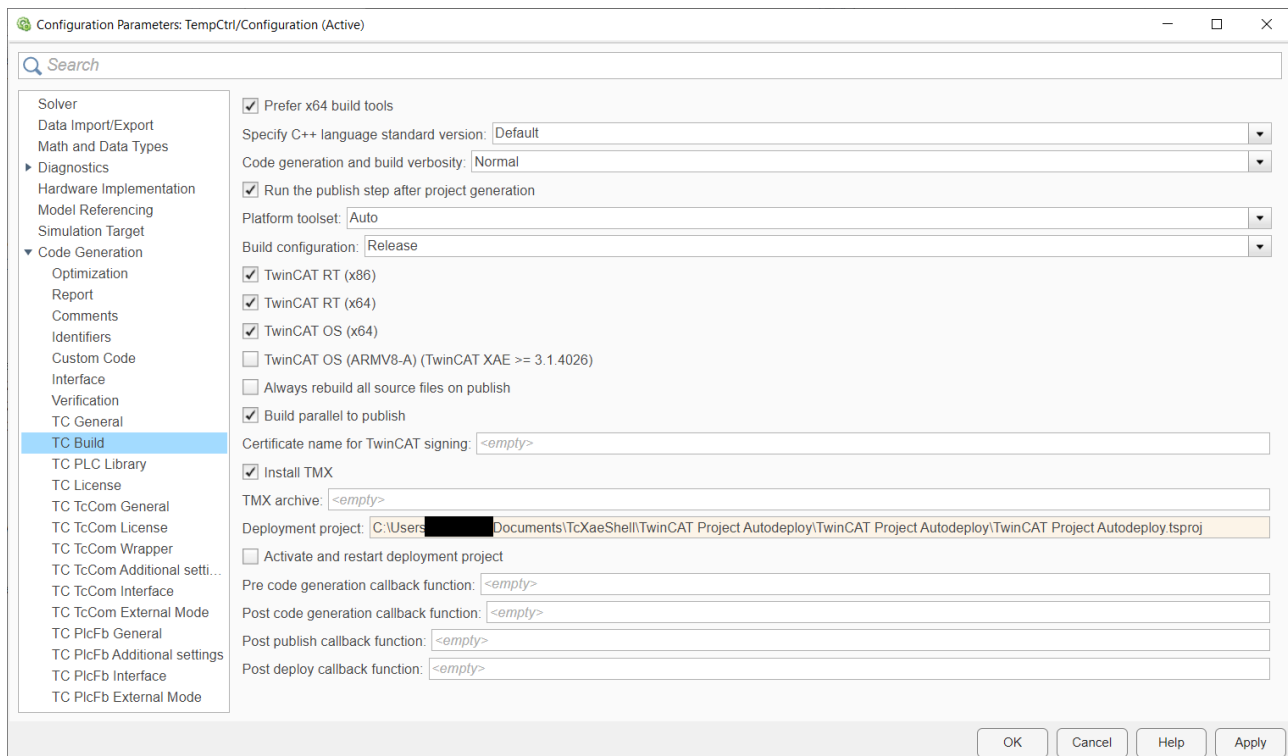 Configuration Parameters: TempCtrl/Configuration (Active)
Search
Solver
Data Import/Export
Math and Data Types
Diagnostics
Hardware Implementation
Model Referencing
Simulation Target
Code Generation
Optimization
Report
Comments
Identifiers
Custom Code
Interface
Verification
TC General
TC Build
TC PLC Library
TC License
TC TcCom General
TC TcCom License
TC TcCom Wrapper
TC TcCom Additional setti...
TC TcCom Interface
TC TcCom External Mode
TC PlcFb General
TC PlcFb Additional settings
TC PlcFb Interface
TC PlcFb External Mode
Prefer x64 build tools
Specify C++ language standard version: Default
Code generation and build verbosity: Normal
Run the publish step after project generation
Platform toolset: Auto
Build configuration: Release
TwinCAT RT (x86)
TwinCAT RT (x64)
TwinCAT OS (x64)
TwinCAT OS (ARMV8-A) (TwinCAT XAE >= 3.1.4026)
Always rebuild all source files on publish
Build parallel to publish
Certificate name for TwinCAT signing: <empty>
Install TMX
TMX archive: <empty>
Deployment project: C:\Users Documents\TcXaeShell\TwinCAT Project Autodeploy\TwinCAT Project Autodeploy\TwinCAT Project Autodeploy.tsproj
Activate and restart deployment project
Pre code generation callback function: <empty>
Post code generation callback function: <empty>
Post publish callback function: <empty>
Post deploy callback function: <empty>
OK Cancel Help Apply